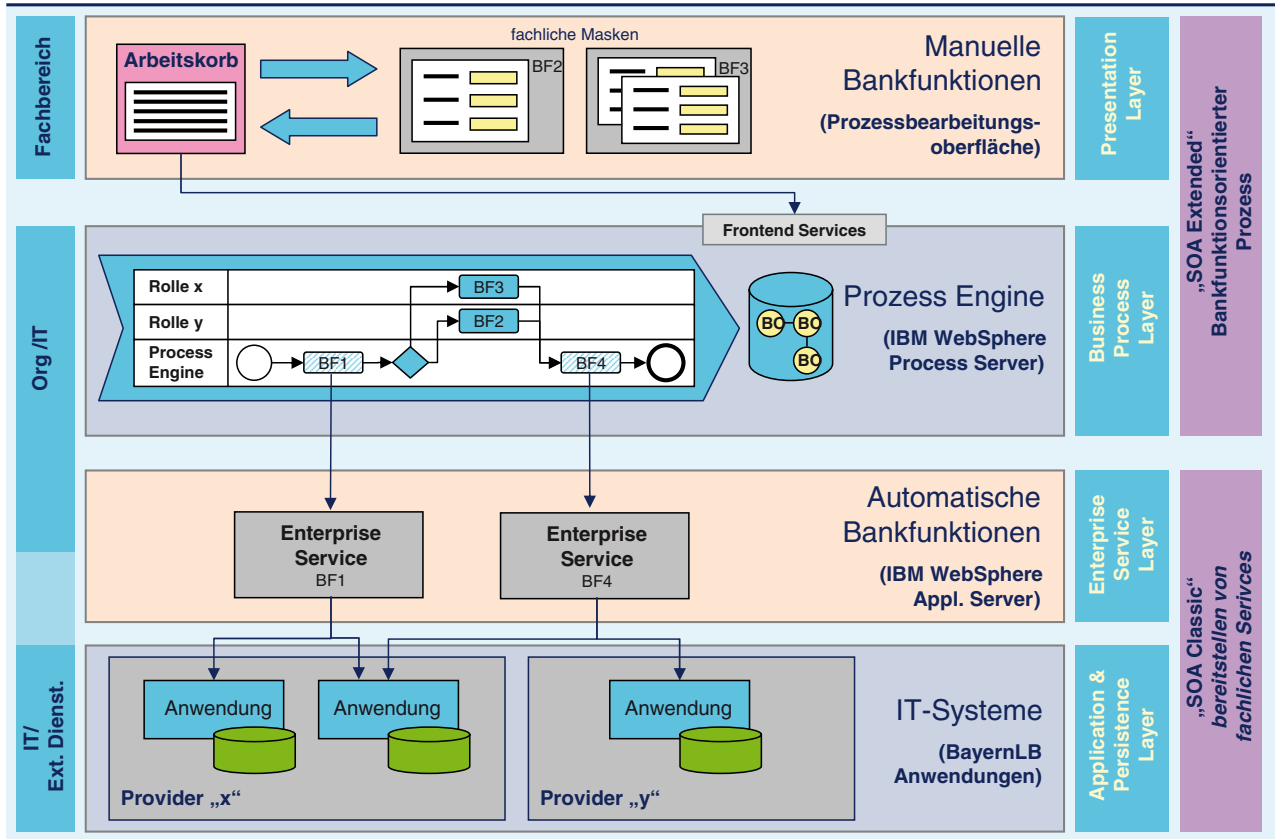 Fachbereich
Arbeitskorb
fachliche Masken
BF2
BF3
Manuelle
Bankfunktionen
(Prozessbearbeitungs-
oberfläche)
Presentation
Layer
„SOA Extended“
Bankfunktionsorientierter
Prozess
Org /IT
Frontend Services
Rolle x
Rolle y
Process
Engine
BF3
BF2
BF1
BF4
BO
BO
BO
Prozess Engine
(IBM WebSphere
Process Server)
Business
Process
Layer
Enterprise
Service
BF1
Enterprise
Service
BF4
Automatische
Bankfunktionen
(IBM WebSphere
Appl. Server)
Enterprise
Service
Layer
„SOA Classic“
bereitstellen von
fachlichen Serivces
IT/
Ext. Dienst.
Anwendung
Anwendung
Provider „x“
Anwendung
Provider „y“
IT-Systeme
(BayernLB
Anwendungen)
Application &
Persistence
Layer